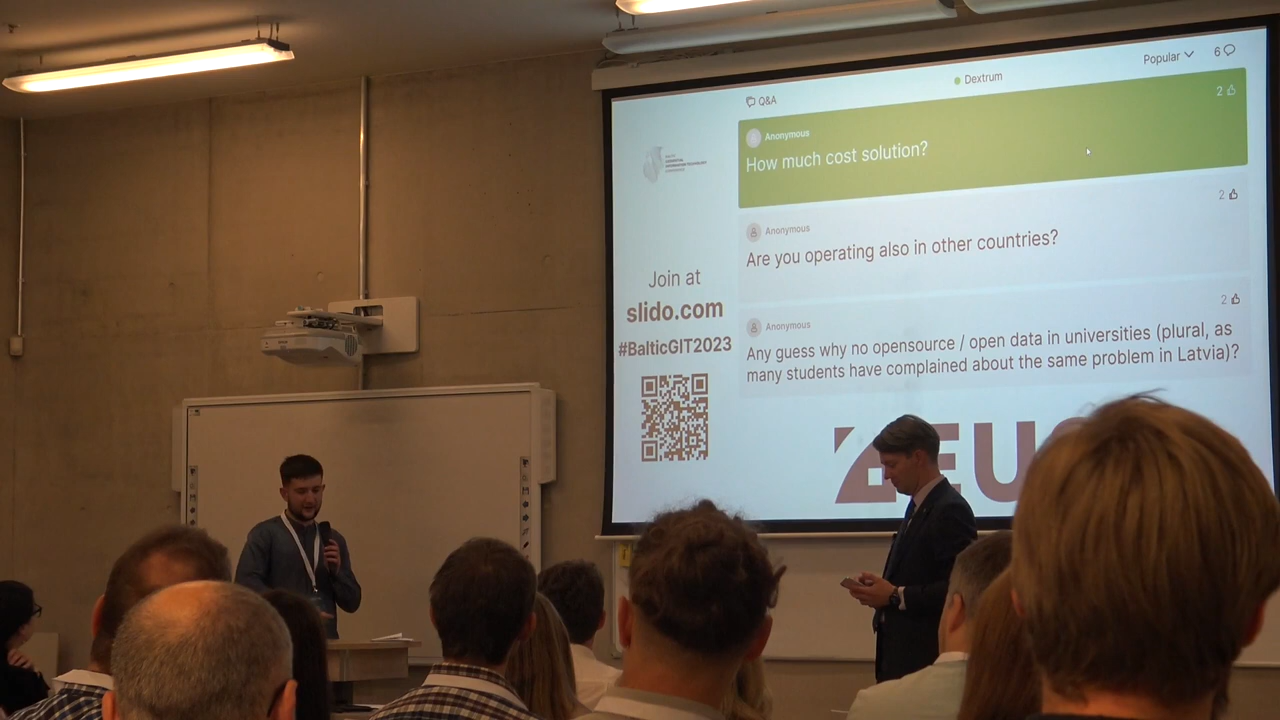 Popular 6
Dextrum
Q&A
Anonymous 2
How much cost solution?
Anonymous 2
Are you operating also in other countries?
Anonymous 2
Any guess why no opensource / open data in universities (plural, as
many students have complained about the same problem in Latvia)?
Join at
slido.com
#BalticGIT2023
EU